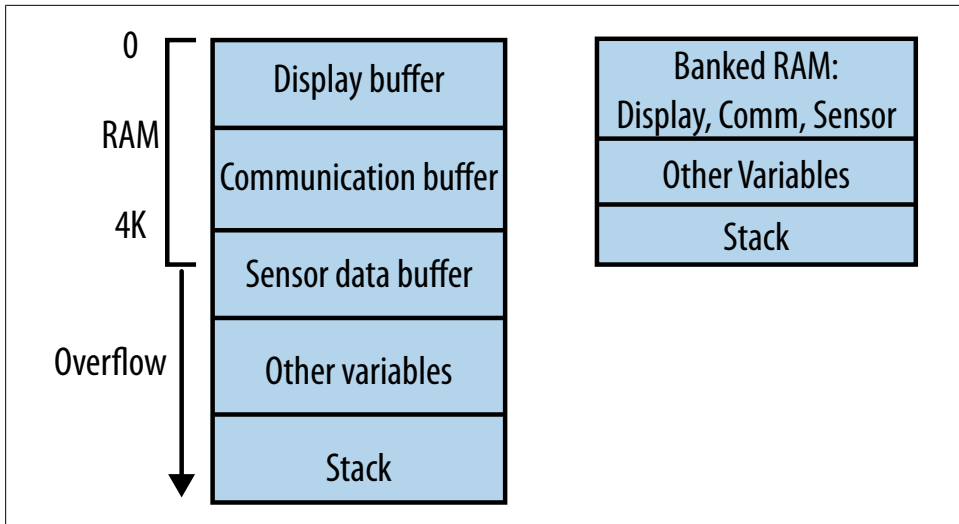 0
RAM
4K
Overflow
Display buffer
Communication buffer
Sensor data buffer
Other variables
Stack
Banked RAM:
Display, Comm, Sensor
Other Variables
Stack